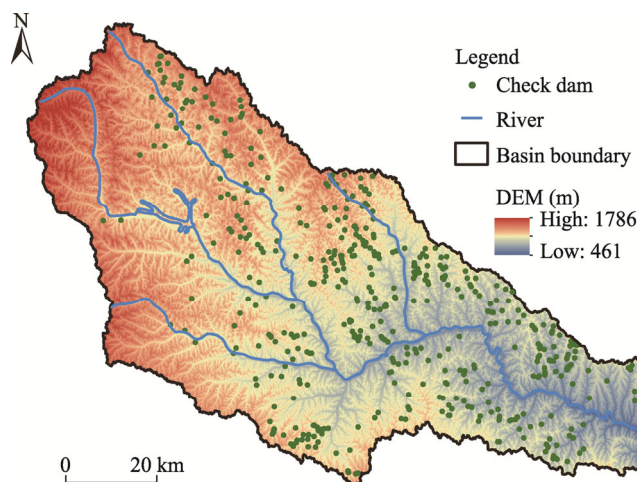 N
Legend
Check dam
River
Basin boundary
DEM (m)
High: 1786
Low: 461
0 20 km